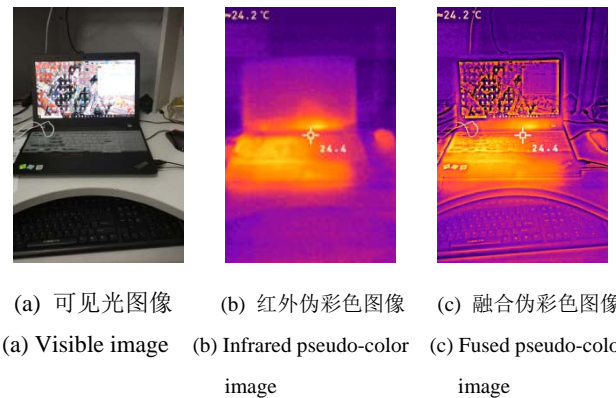 ~24.2℃
24.4
~24.2℃
24.4
(a) 可见光图像
(b) 红外伪彩色图像
(c) 融合伪彩色图像
(a) Visible image
(b) Infrared pseudo-color
image
(c) Fused pseudo-colo
image